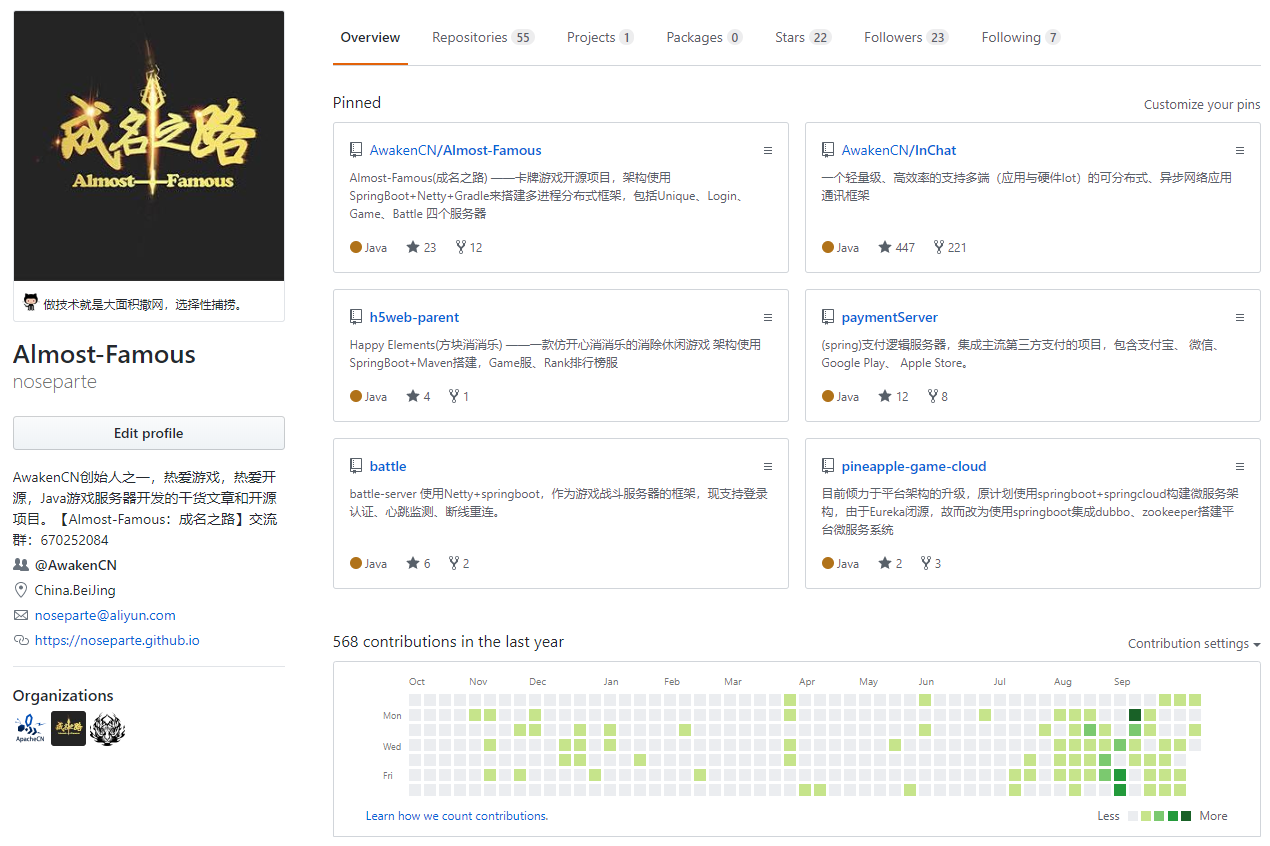 成名之路
Almost Famous
做技术就是大面积撒网，选择性捕捞。
Almost-Famous
noseparte
Edit profile
AwakenCN创始人之一，热爱游戏，热爱开
源，Java游戏服务器开发的干货文章和开源
项目。【Almost-Famous：成名之路】交流
群：670252084
@AwakenCN
China.BeiJing
noseparte@aliyun.com
https://noseparte.github.io
Organizations
ApacheCN
成名之路
Overview Repositories 55 Projects 1 Packages 0 Stars 22 Followers 23 Following 7
Pinned
Customize your pins
AwakenCN/Almost-Famous
Almost-Famous(成名之路) ——卡牌游戏开源项目，架构使用
SpringBoot+Netty+Gradle来搭建多进程分布式框架，包括Unique、Login、
Game、Battle 四个服务器
Java 23 12
AwakenCN/InChat
一个轻量级、高效率的支持多端（应用与硬件Iot）的可分布式、异步网络应用
通讯框架
Java 447 221
h5web-parent
Happy Elements(方块消消乐) ——一款仿开心消消乐的消除休闲游戏 架构使用
SpringBoot+Maven搭建，Game服、Rank排行榜服
Java 4 1
paymentServer
(spring)支付逻辑服务器，集成主流第三方支付的项目，包含支付宝、 微信、
Google Play、 Apple Store。
Java 12 8
battle
battle-server 使用Netty+springboot，作为游戏战斗服务器的框架，现支持登录
认证、心跳监测、断线重连。
Java 6 2
pineapple-game-cloud
目前倾力于平台架构的升级，原计划使用springboot+springcloud构建微服务架
构，由于Eureka闭源，故而改为使用springboot集成dubbo、zookeeper搭建平
台微服务系统
Java 2 3
568 contributions in the last year
Contribution settings
Oct Nov Dec Jan Feb Mar Apr May Jun Jul Aug Sep
Mon
Wed
Fri
Learn how we count contributions.
Less More